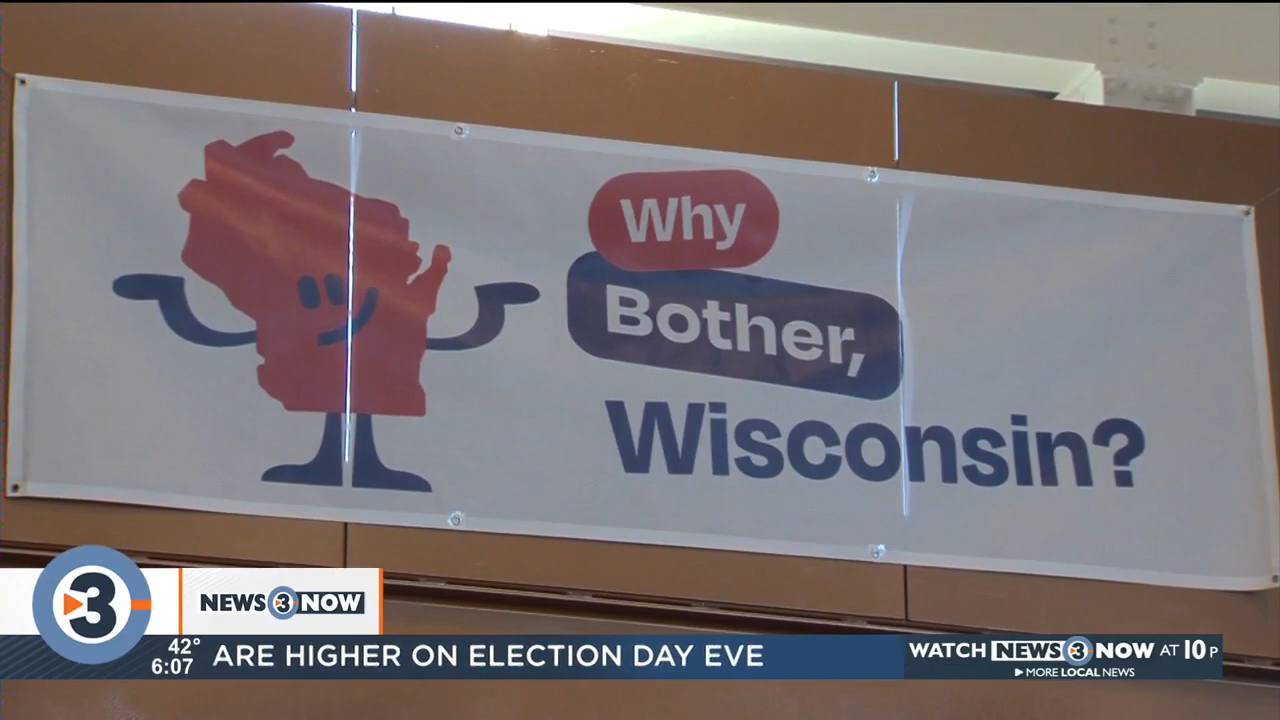 Why
Bother,
Wisconsin?
3
NEWS 3 NOW
42°
6:07
ARE HIGHER ON ELECTION DAY EVE
WATCH NEWS 3 NOW AT 10P
MORE LOCAL NEWS